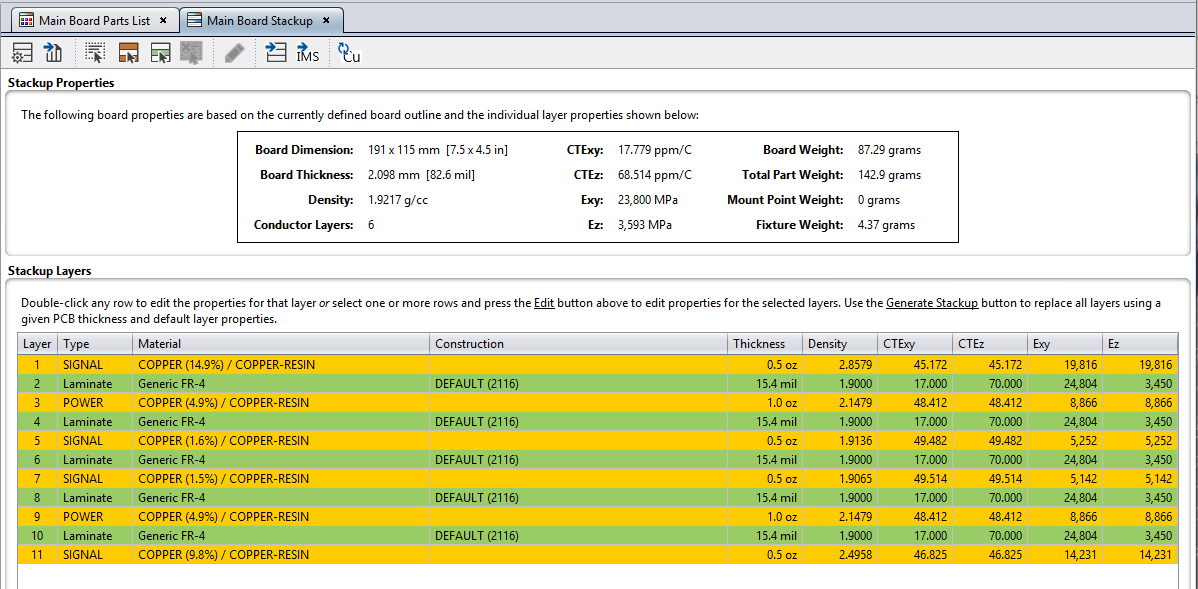 Main Board Parts List × Main Board Stackup ×
IMS Cu
Stackup Properties
The following board properties are based on the currently defined board outline and the individual layer properties shown below:
Board Dimension: 191 x 115 mm [7.5 x 4.5 in] CTExy: 17.779 ppm/C Board Weight: 87.29 grams
Board Thickness: 2.098 mm [82.6 mil] CTEz: 68.514 ppm/C Total Part Weight: 142.9 grams
Density: 1.9217 g/cc Exy: 23,800 MPa Mount Point Weight: 0 grams
Conductor Layers: 6 Ez: 3,593 MPa Fixture Weight: 4.37 grams
Stackup Layers
Double-click any row to edit the properties for that layer or select one or more rows and press the Edit button above to edit properties for the selected layers. Use the Generate Stackup button to replace all layers using a
given PCB thickness and default layer properties.
Layer Type Material Construction Thickness Density CTExy CTEz Exy Ez
1 SIGNAL COPPER (14.9%) / COPPER-RESIN 0.5 oz 2.8579 45.172 45.172 19,816 19,816
2 Laminate Generic FR-4 DEFAULT (2116) 15.4 mil 1.9000 17.000 70.000 24,804 3,450
3 POWER COPPER (4.9%) / COPPER-RESIN 1.0 oz 2.1479 48.412 48.412 8,866 8,866
4 Laminate Generic FR-4 DEFAULT (2116) 15.4 mil 1.9000 17.000 70.000 24,804 3,450
5 SIGNAL COPPER (1.6%) / COPPER-RESIN 0.5 oz 1.9136 49.482 49.482 5,252 5,252
6 Laminate Generic FR-4 DEFAULT (2116) 15.4 mil 1.9000 17.000 70.000 24,804 3,450
7 SIGNAL COPPER (1.5%) / COPPER-RESIN 0.5 oz 1.9065 49.514 49.514 5,142 5,142
8 Laminate Generic FR-4 DEFAULT (2116) 15.4 mil 1.9000 17.000 70.000 24,804 3,450
9 POWER COPPER (4.9%) / COPPER-RESIN 1.0 oz 2.1479 48.412 48.412 8,866 8,866
10 Laminate Generic FR-4 DEFAULT (2116) 15.4 mil 1.9000 17.000 70.000 24,804 3,450
11 SIGNAL COPPER (9.8%) / COPPER-RESIN 0.5 oz 2.4958 46.825 46.825 14,231 14,231